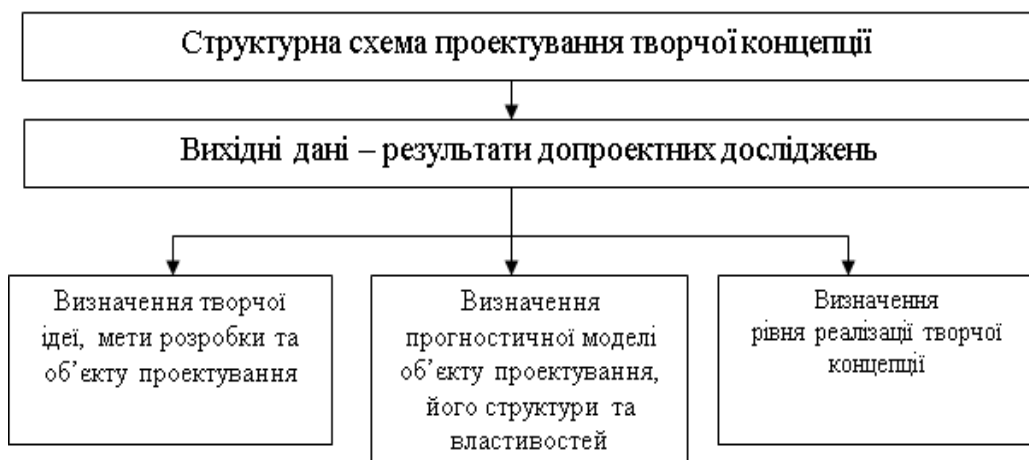 Структурна схема проектування творчої концепції
Вихідні дані – результати допроектних досліджень
Визначення творчої
ідеї, мети розробки та
об’єкту проектування
Визначення
прогностичної моделі
об’єкту проектування,
його структури та
властивостей
Визначення
рівня реалізації творчої
концепції